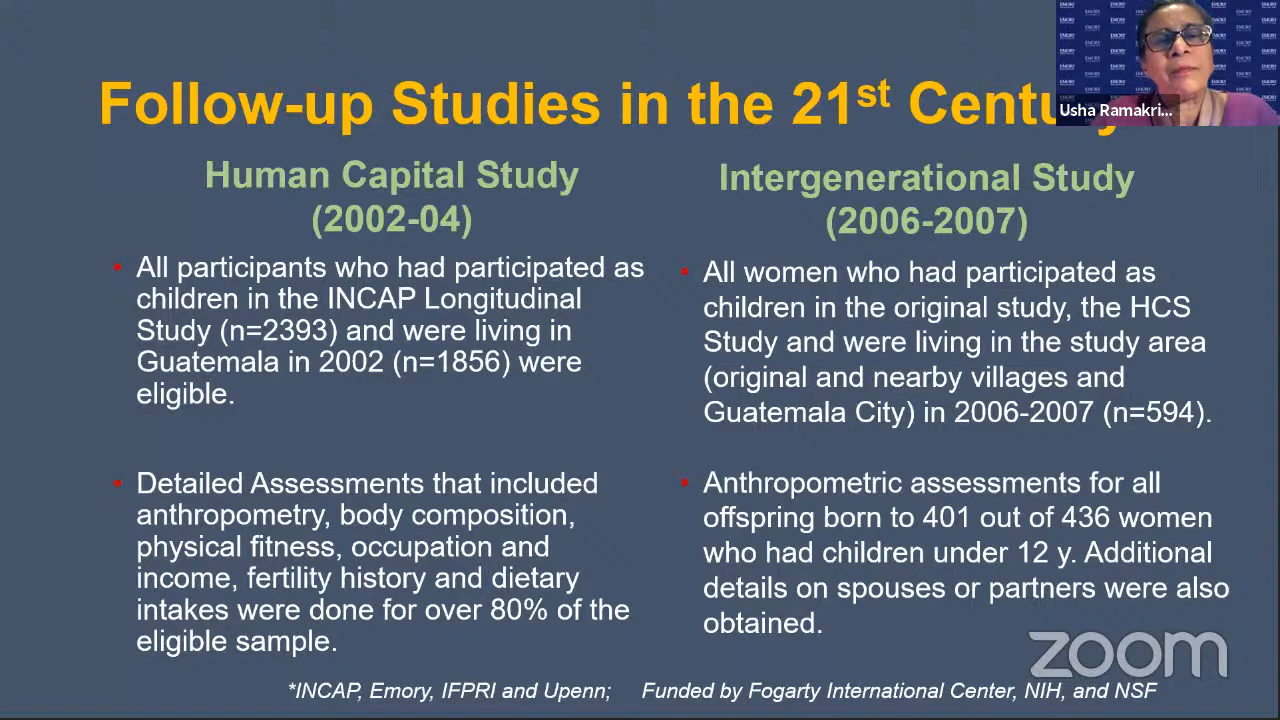 Follow-up Studies in the 21st Century
Human Capital Study
(2002-04)
All participants who had participated as
children in the INCAP Longitudinal
Study (n=2393) and were living in
Guatemala in 2002 (n=1856) were
eligible.
Detailed Assessments that included
anthropometry, body composition,
physical fitness, occupation and
income, fertility history and dietary
intakes were done for over 80% of the
eligible sample.
Intergenerational Study
(2006-2007)
All women who had participated as
children in the original study, the HCS
Study and were living in the study area
(original and nearby villages and
Guatemala City) in 2006-2007 (n=594).
Anthropometric assessments for all
offspring born to 401 out of 436 women
who had children under 12 y. Additional
details on spouses or partners were also
obtained.
*INCAP, Emory, IFPRI and Upenn; Funded by Fogarty International Center, NIH, and NSF
EMORY
Usha Ramakri...
zoom